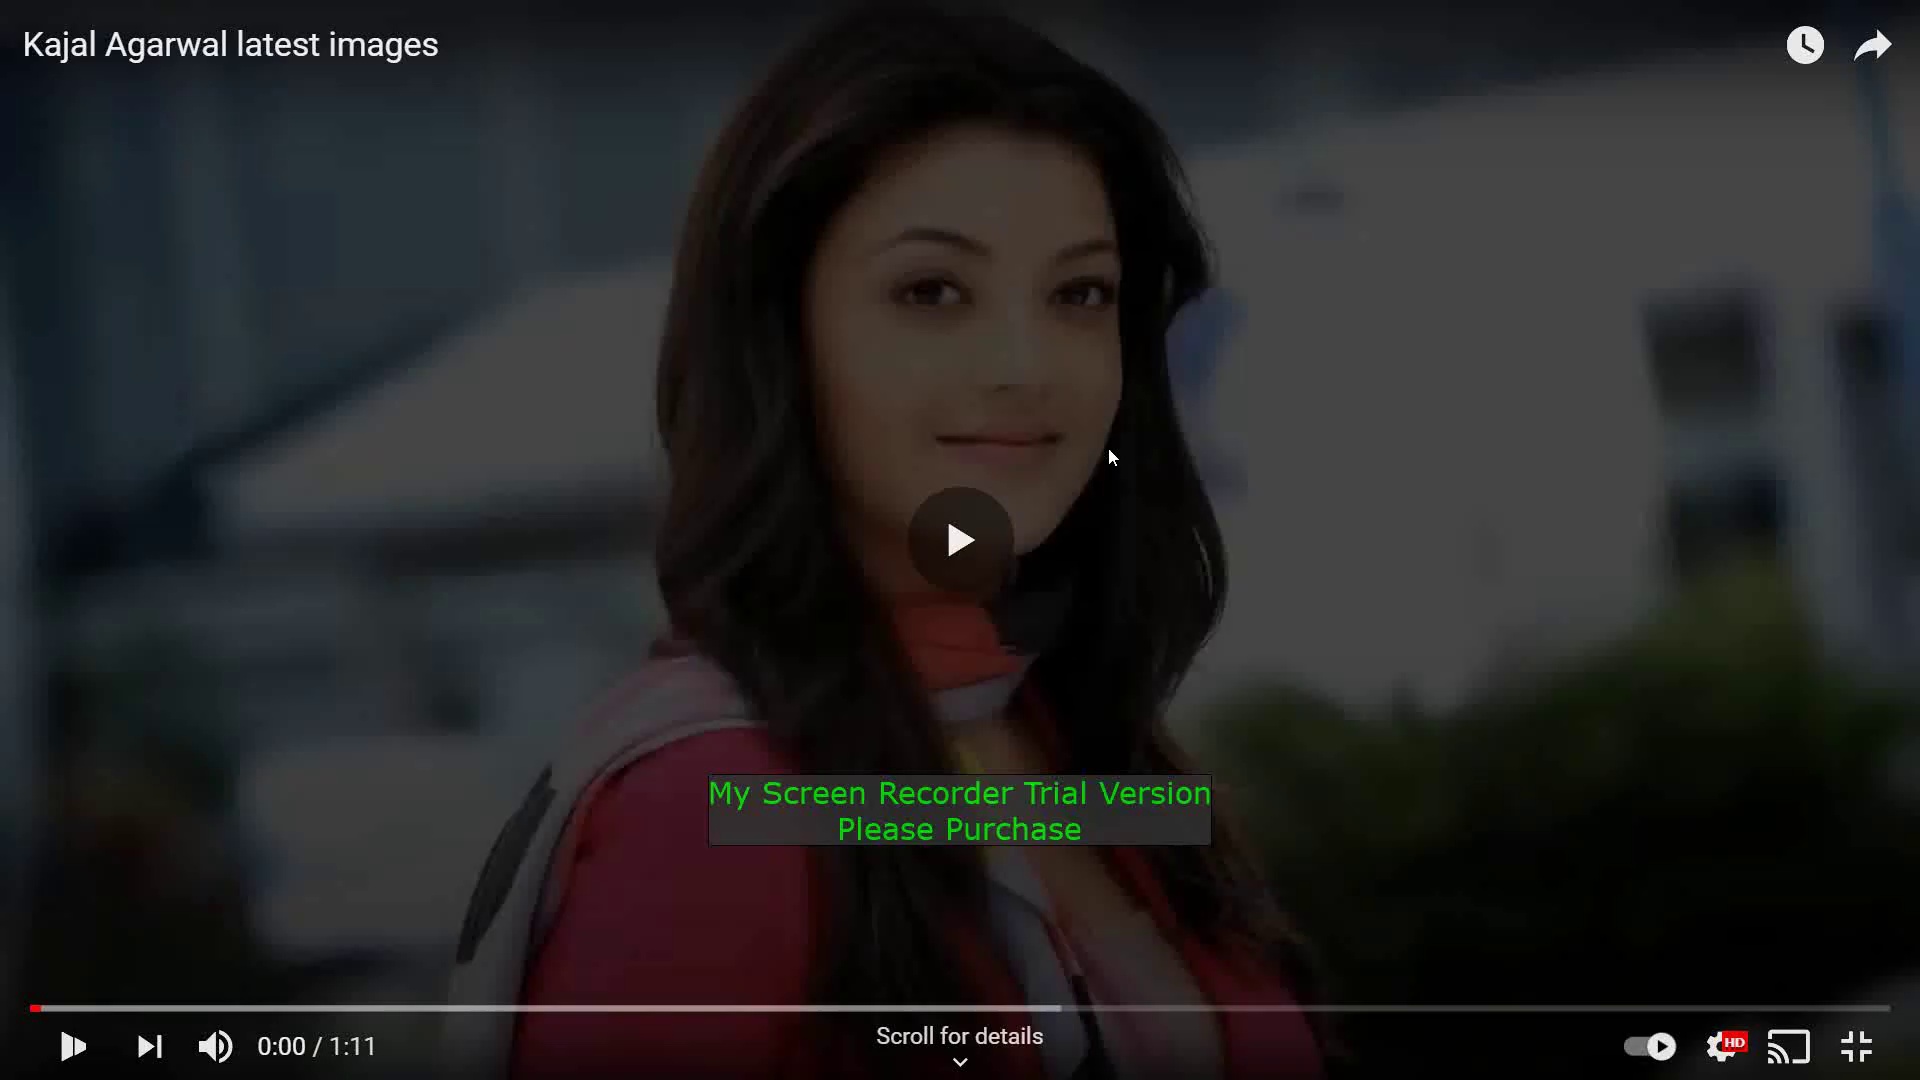 Kajal Agarwal latest images
My Screen Recorder Trial Version
Please Purchase
0:00 / 1:11
Scroll for details
HD